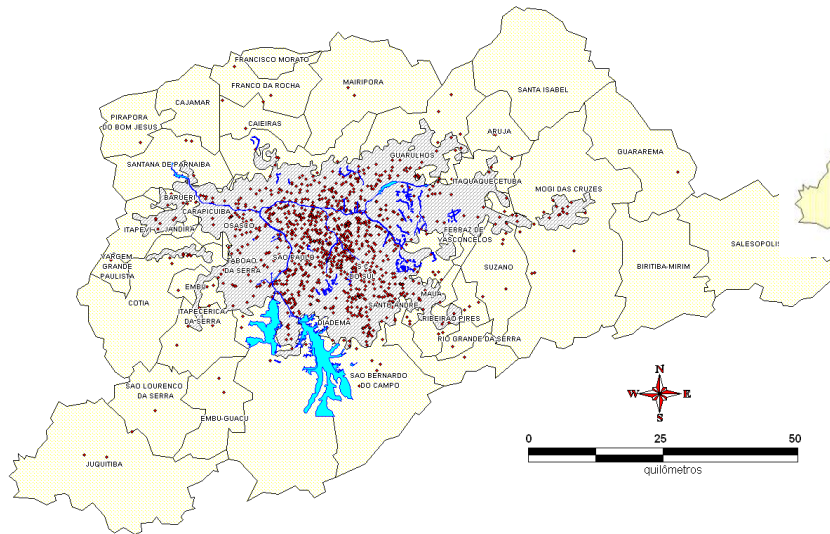 FRANCISCO MORATO
MAIRIPORA
FRANCO DA ROCHA
SANTA ISABEL
CAJAMAR
PIRAPORA
DO BOM JESUS
CAIEIRAS
ARUJA
GUARULHOS
GUARAREMA
SANTANA DE PARNAIBA
ITAQUAQUECETUBA
MOGI DAS CRUZES
BARUERI
CARAPICUIBA
ITAPEVI
JANDIRA
OSASCO
FERRAZ DE
VASCONCELOS
SALESOPOLIS
VARGEM
GRANDE
PAULISTA
TABOAO
DA SERRA
SAO PAULO
SUZANO
BIRITIBA-MIRIM
DO SUL
EMBU
MAUA
COTIA
SANTO ANDRE
ITAPECERICA
DA SERRA
DIADEMA
RIBEIRAO PIRES
RIO GRANDE DA SERRA
SAO BERNARDO
DO CAMPO
SAO LOURENCO
DA SERRA
EMBU-GUACU
JUQUITIBA
N
W E
S
0 25 50
quilômetros